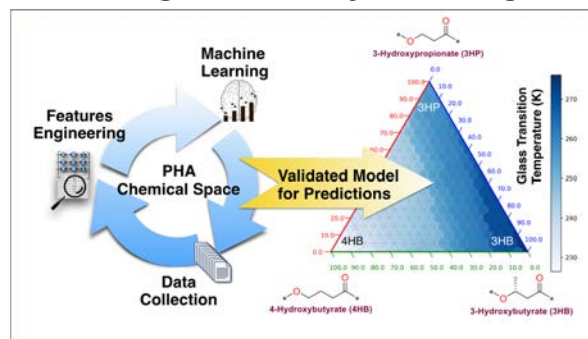 3-Hydroxypropionate (3HP)
Machine
Learning
Features
Engineering
PHA
Chemical Space
Data
Collection
Validated Model
for Predictions
3HP
4HB
3HB
0.0
10.0
20.0
30.0
40.0
50.0
60.0
70.0
80.0
90.0
100.0
100.0
90.0
80.0
70.0
60.0
10.0
0.0
100.0 90.0 80.0 70.0 60.0 50.0 40.0 30.0 20.0 10.0 0.0
Glass Transition
Temperature (K)
270
260
250
240
230
O
O
4-Hydroxybutyrate (4HB)
3-Hydroxybutyrate (3HB)